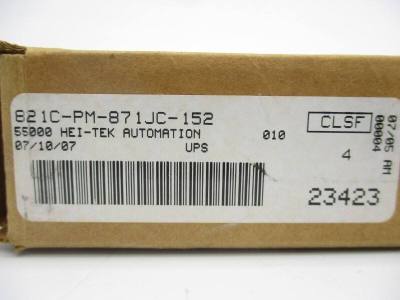 821C-PM-871JC-152
55000 HEI-TEK AUTOMATION 010
07/10/07 UPS
CLSF
4
23423
07/05 AM
00004